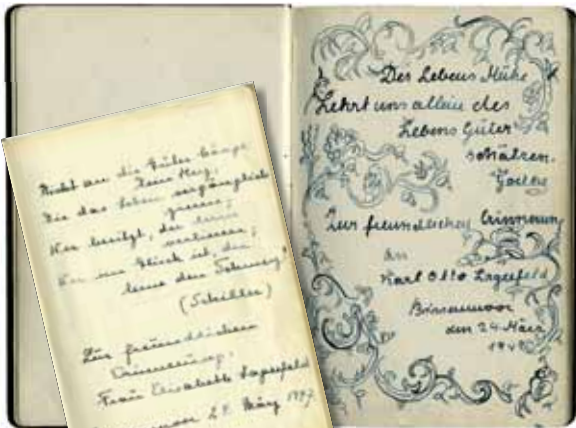 Nicht an die Güter hänge
Dein Herz,
Die das Leben vergänglich
zieren;
Wer besitzt, der lerne
verlieren;
Wer im Glück ist, der
lerne den Schmerz!
(Schiller)
Zur freundlichen
Erinnerung.
Frau Elisabeth Lagerfeld
24. März
Des Lebens Mühe
Lehrt uns allein des
Lebens Güter
schätzen.
Goethe
Zur freundlichen Erinnerung
an
Karl Otto Lagerfeld
Bissenmoor
den 24. März